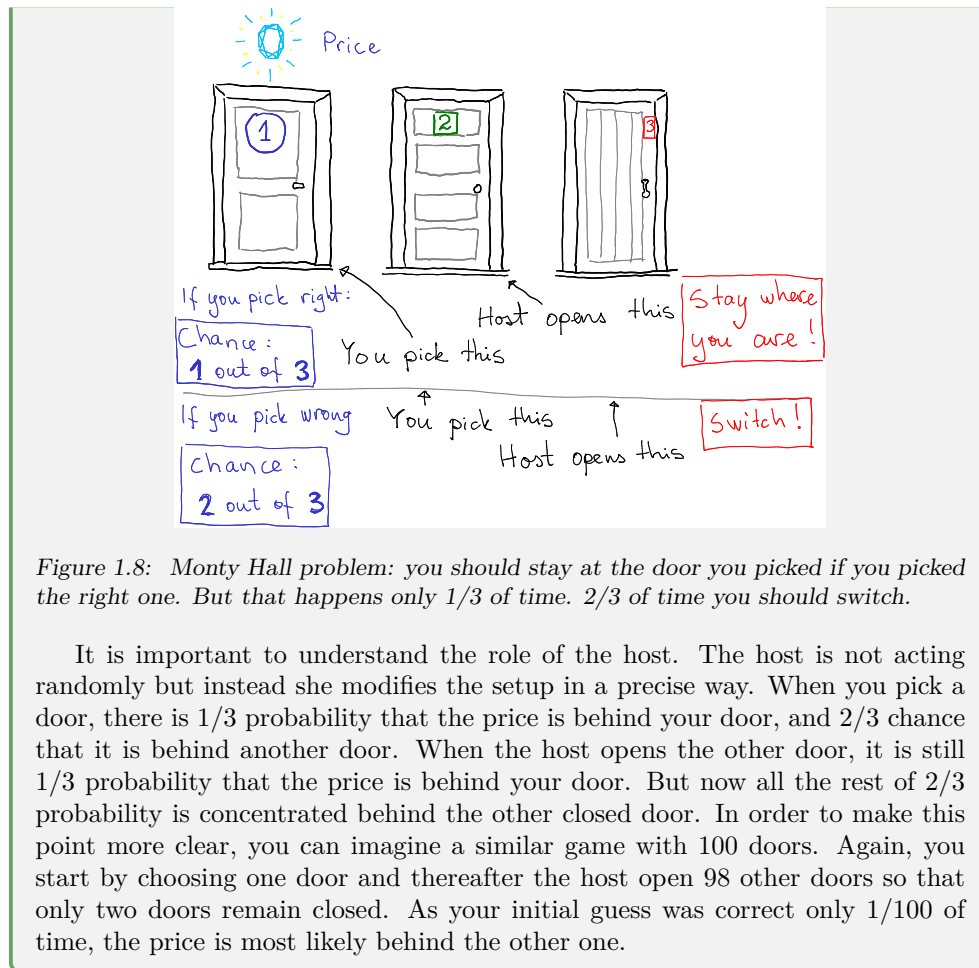 Price
1
2
3
If you pick right:
Chance:
1 out of 3
You pick this
Host opens this
Stay where
you are!
If you pick wrong
You pick this
Host opens this
Switch!
Chance:
2 out of 3
Figure 1.8: Monty Hall problem: you should stay at the door you picked if you picked
the right one. But that happens only 1/3 of time. 2/3 of time you should switch.
It is important to understand the role of the host. The host is not acting
randomly but instead she modifies the setup in a precise way. When you pick a
door, there is 1/3 probability that the price is behind your door, and 2/3 chance
that it is behind another door. When the host opens the other door, it is still
1/3 probability that the price is behind your door. But now all the rest of 2/3
probability is concentrated behind the other closed door. In order to make this
point more clear, you can imagine a similar game with 100 doors. Again, you
start by choosing one door and thereafter the host open 98 other doors so that
only two doors remain closed. As your initial guess was correct only 1/100 of
time, the price is most likely behind the other one.